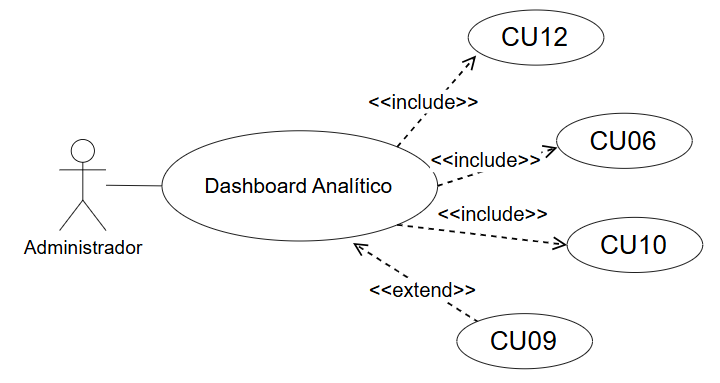 CU12
<<include>>
CU06
<<include>>
Dashboard Analítico
<<include>>
CU10
Administrador
<<extend>>
CU09